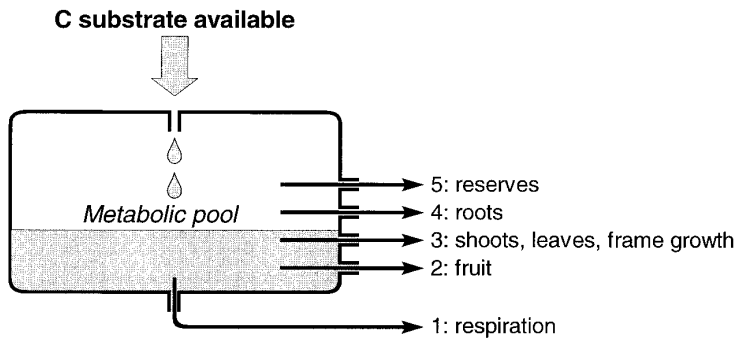 C substrate available
Metabolic pool
5: reserves
4: roots
3: shoots, leaves, frame growth
2: fruit
1: respiration